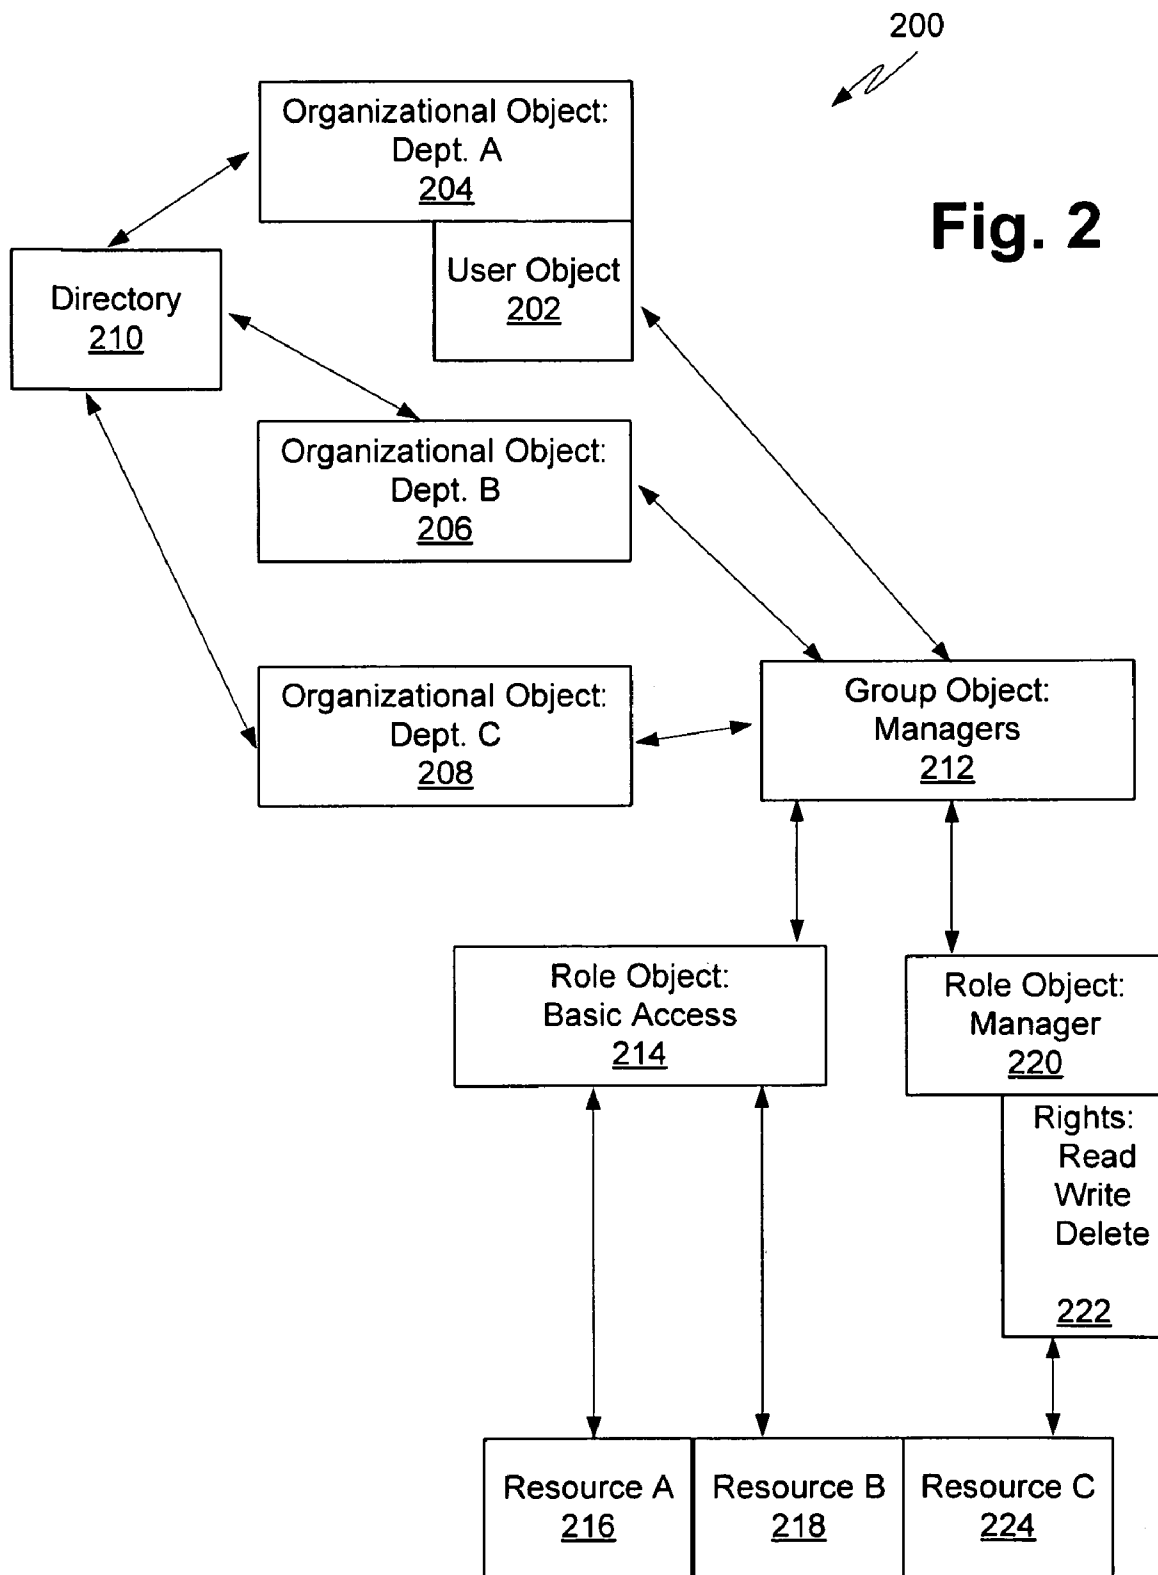 200
Organizational Object:
Dept. A
204
Fig. 2
User Object
202
Directory
210
Organizational Object:
Dept. B
206
Organizational Object:
Dept. C
208
Group Object:
Managers
212
Role Object:
Basic Access
214
Role Object:
Manager
220
Rights:
Read
Write
Delete
222
Resource A
216
Resource B
218
Resource C
224